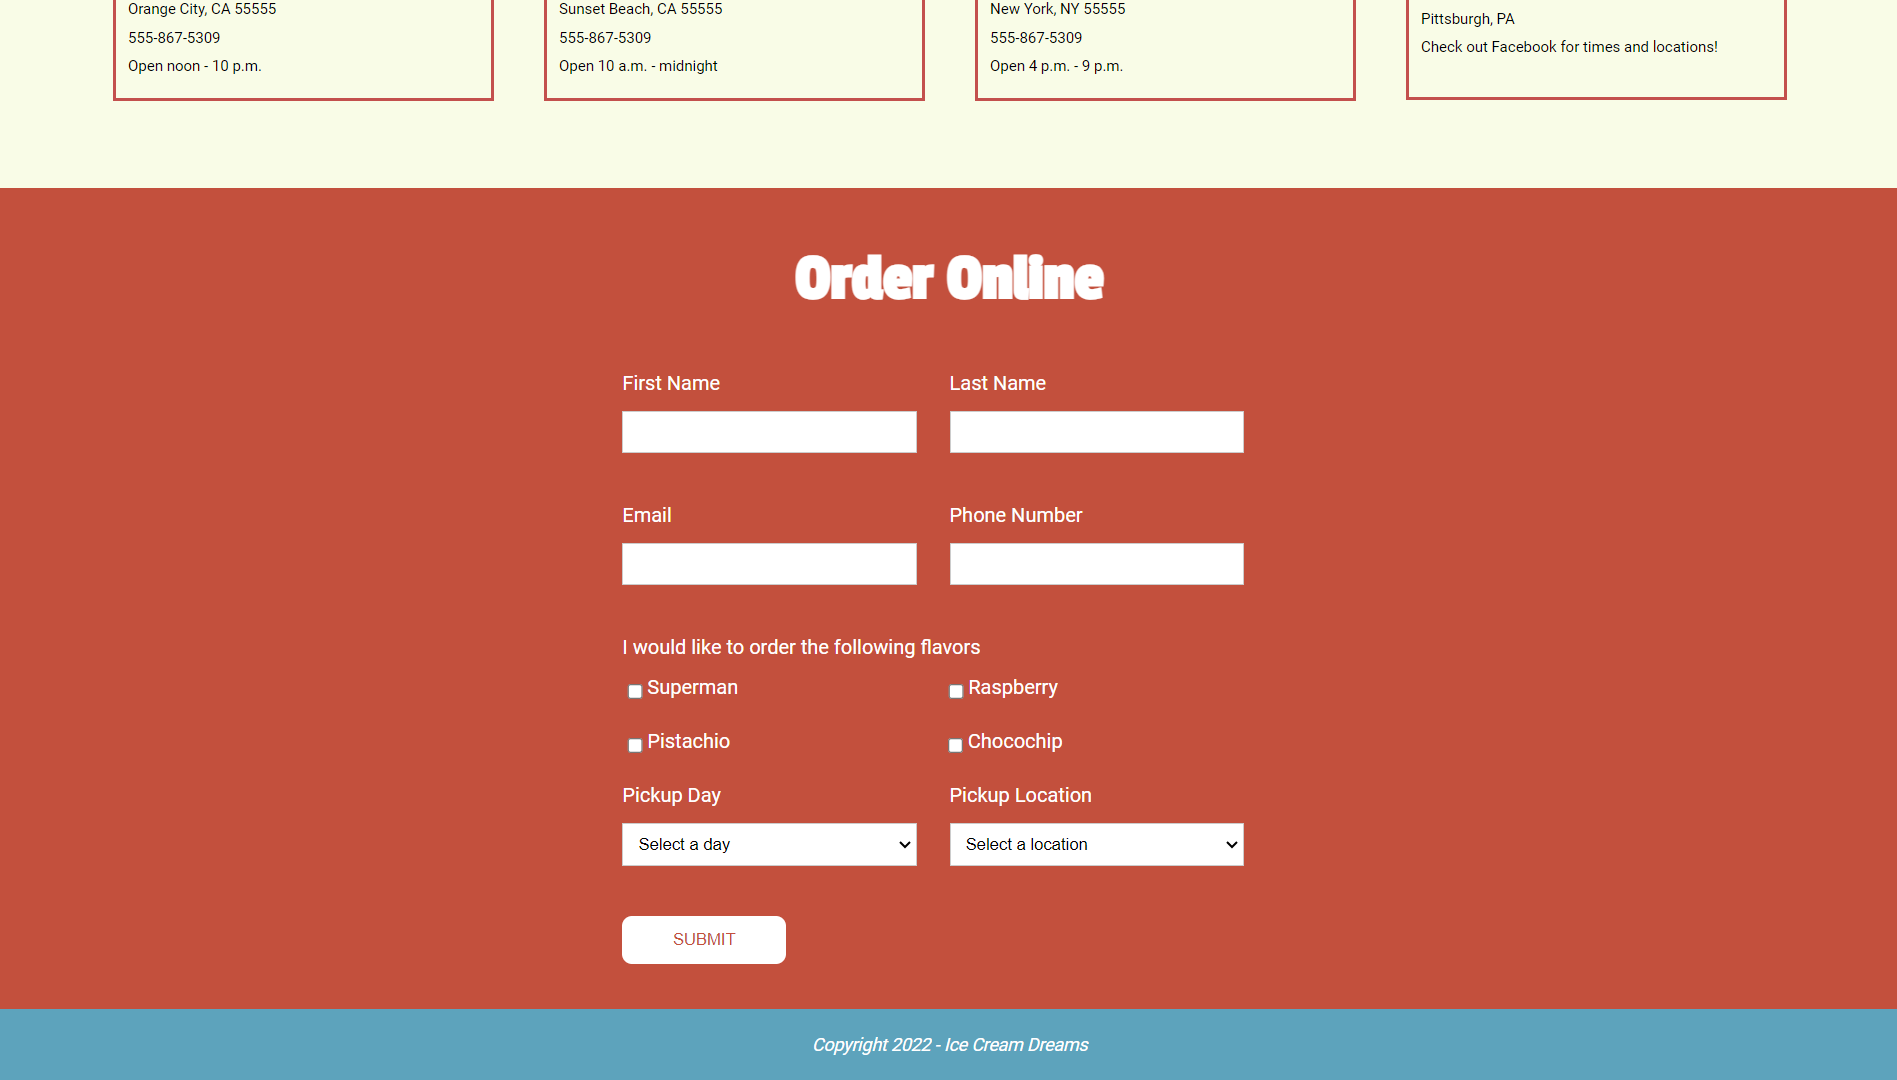 Orange City, CA 55555
555-867-5309
Open noon - 10 p.m.
Sunset Beach, CA 55555
555-867-5309
Open 10 a.m. - midnight
New York, NY 55555
555-867-5309
Open 4 p.m. - 9 p.m.
Pittsburgh, PA
Check out Facebook for times and locations!
Order Online
First Name
Last Name
Email
Phone Number
I would like to order the following flavors
Superman
Raspberry
Pistachio
Chocochip
Pickup Day
Pickup Location
Select a day
Select a location
SUBMIT
Copyright 2022 - Ice Cream Dreams